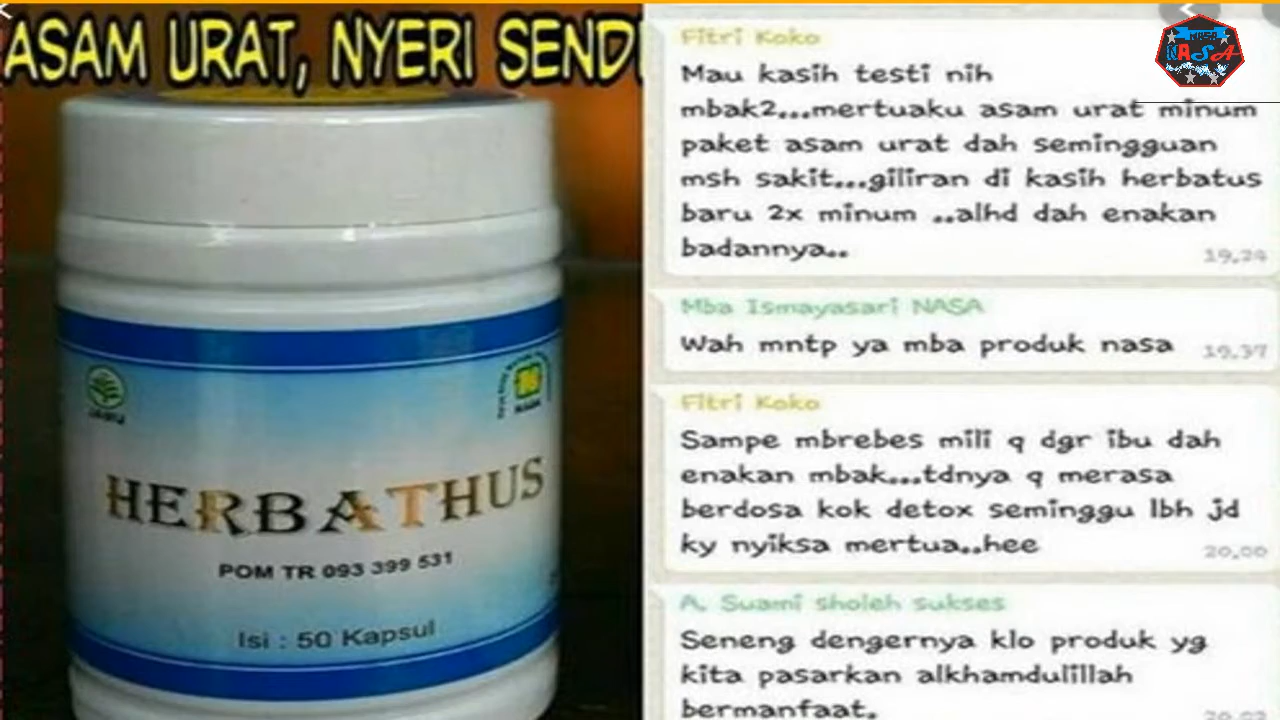 ASAM URAT, NYERI SENDI
JAMU
NASA
HERBATHUS
POM TR 093 399 531
Isi : 50 Kapsul
NASA
NASA
Fitri Koko
Mau kasih testi nih
mbak2...mertuaku asam urat minum
paket asam urat dah semingguan
msh sakit...giliran di kasih herbatus
baru 2x minum ..alhd dah enakan
badannya..
19.24
Mba Ismayasari NASA
Wah mntp ya mba produk nasa
19.37
Fitri Koko
Sampe mbrebes mili q dgr ibu dah
enakan mbak...tdnya q merasa
berdosa kok detox seminggu lbh jd
ky nyiksa mertua..hee
20.00
A. Suami sholeh sukses
Seneng dengernya klo produk yg
kita pasarkan alkhamdulillah
bermanfaat.